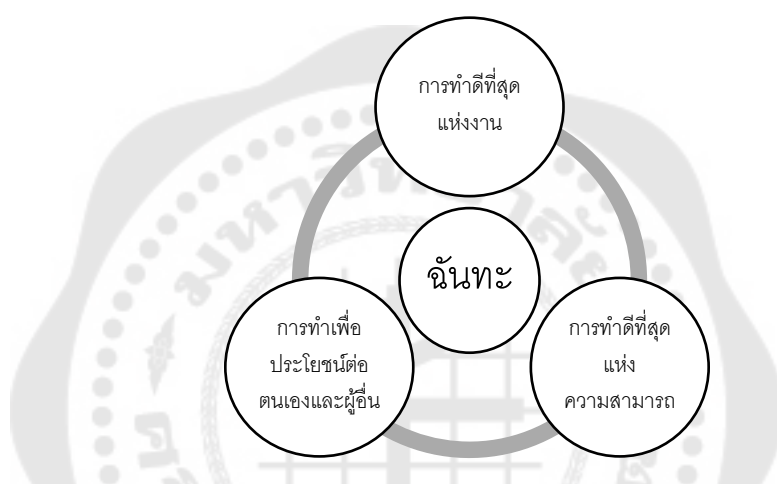 การทำดีที่สุด
แห่งงาน
ฉันทะ
การทำเพื่อ
ประโยชน์ต่อ
ตนเองและผู้อื่น
การทำดีที่สุด
แห่ง
ความสามารถ